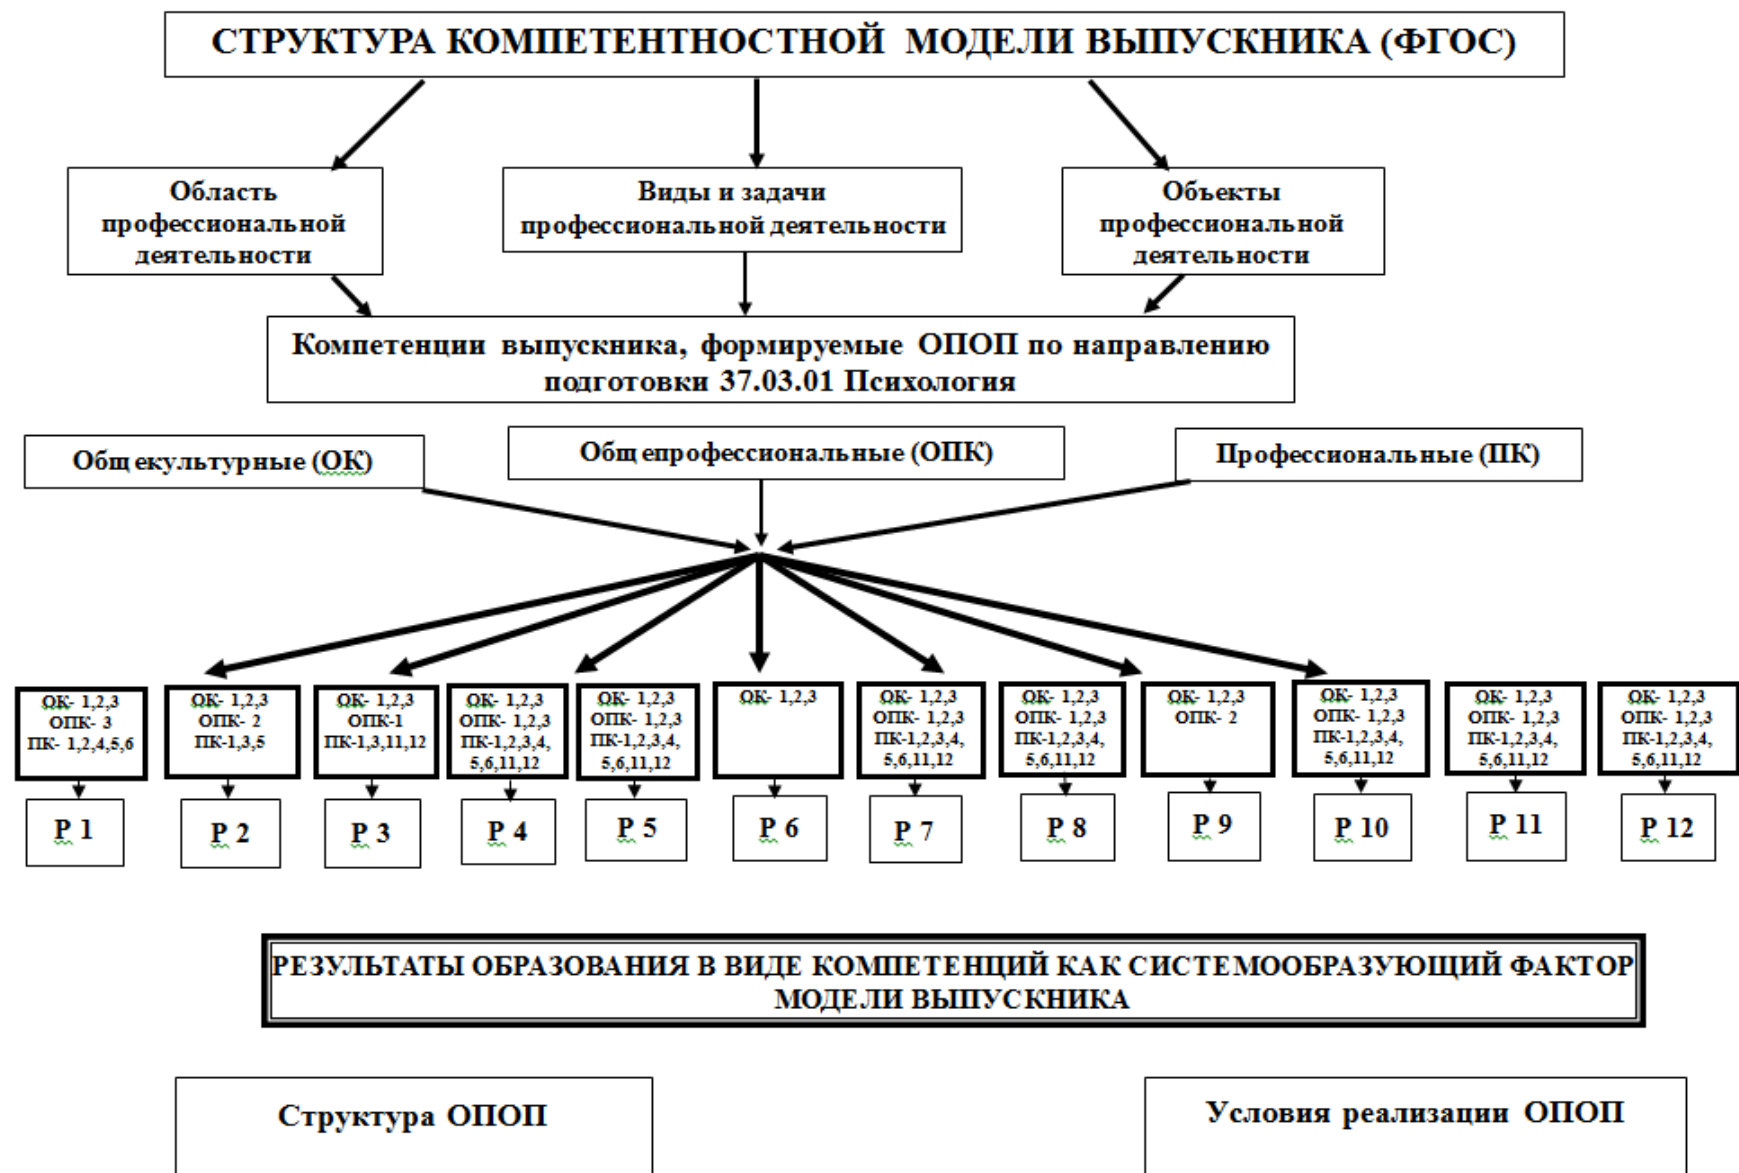 СТРУКТУРА КОМПЕТЕНТНОСТНОЙ МОДЕЛИ ВЫПУСКНИКА (ФГОС)
Область
профессиональной
деятельности
Виды и задачи
профессиональной деятельности
Объекты
профессиональной
деятельности
Компетенции выпускника, формируемые ОПОП по направлению
подготовки 37.03.01 Психология
Общекультурные (ОК)
Общепрофессиональные (ОПК)
Профессиональные (ПК)
ОК- 1,2,3
ОПК- 3
ПК- 1,2,4,5,6
ОК- 1,2,3
ОПК- 2
ПК-1,3,5
ОК- 1,2,3
ОПК-1
ПК-1,3,11,12
ОК- 1,2,3
ОПК- 1,2,3
ПК-1,2,3,4,
5,6,11,12
ОК- 1,2,3
ОПК- 1,2,3
ПК-1,2,3,4,
5,6,11,12
ОК- 1,2,3
ОК- 1,2,3
ОПК- 1,2,3
ПК-1,2,3,4,
5,6,11,12
ОК- 1,2,3
ОПК- 1,2,3
ПК-1,2,3,4,
5,6,11,12
ОК- 1,2,3
ОПК- 2
ОК- 1,2,3
ОПК- 1,2,3
ПК-1,2,3,4,
5,6,11,12
ОК- 1,2,3
ОПК- 1,2,3
ПК-1,2,3,4,
5,6,11,12
ОК- 1,2,3
ОПК- 1,2,3
ПК-1,2,3,4,
5,6,11,12
Р 1
Р 2
Р 3
Р 4
Р 5
Р 6
Р 7
Р 8
Р 9
Р 10
Р 11
Р 12
РЕЗУЛЬТАТЫ ОБРАЗОВАНИЯ В ВИДЕ КОМПЕТЕНЦИЙ КАК СИСТЕМООБРАЗУЮЩИЙ ФАКТОР
МОДЕЛИ ВЫПУСКНИКА
Структура ОПОП
Условия реализации ОПОП